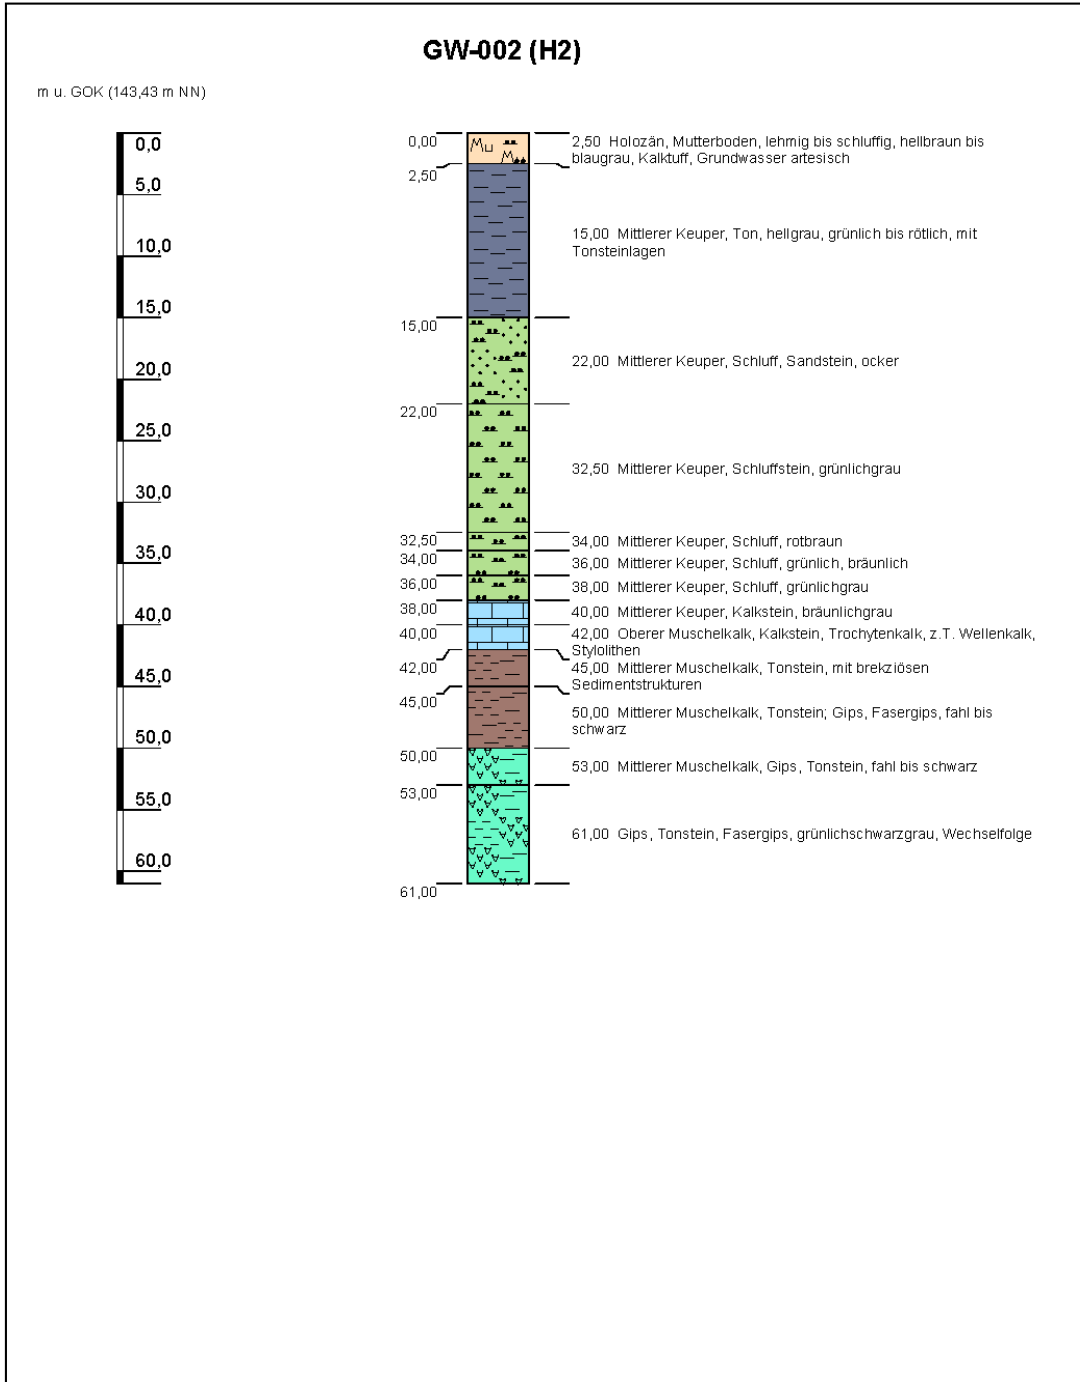 GW-002 (H2)
m u. GOK (143,43 m NN)
0,0
5,0
10,0
15,0
20,0
25,0
30,0
35,0
40,0
45,0
50,0
55,0
60,0
0,00
2,50
15,00
22,00
32,50
34,00
36,00
38,00
40,00
42,00
45,00
50,00
53,00
61,00
Mu
M
2,50 Holozän, Mutterboden, lehmig bis schluffig, hellbraun bis
blaugrau, Kalktuff, Grundwasser artesisch
15,00 Mittlerer Keuper, Ton, hellgrau, grünlich bis rötlich, mit
Tonsteinlagen
22,00 Mittlerer Keuper, Schluff, Sandstein, ocker
32,50 Mittlerer Keuper, Schluffstein, grünlichgrau
34,00 Mittlerer Keuper, Schluff, rotbraun
36,00 Mittlerer Keuper, Schluff, grünlich, bräunlich
38,00 Mittlerer Keuper, Schluff, grünlichgrau
40,00 Mittlerer Keuper, Kalkstein, bräunlichgrau
42,00 Oberer Muschelkalk, Kalkstein, Trochytenkalk, z.T. Wellenkalk,
Stylolithen
45,00 Mittlerer Muschelkalk, Tonstein, mit brekziösen
Sedimentstrukturen
50,00 Mittlerer Muschelkalk, Tonstein; Gips, Fasergips, fahl bis
schwarz
53,00 Mittlerer Muschelkalk, Gips, Tonstein, fahl bis schwarz
61,00 Gips, Tonstein, Fasergips, grünlichschwarzgrau, Wechselfolge